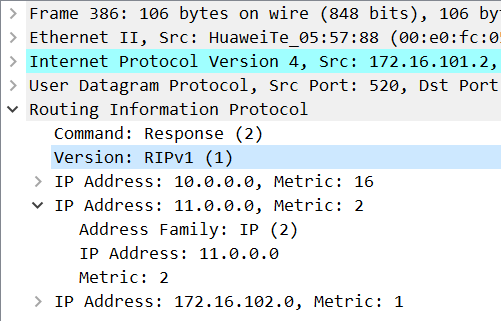 Frame 386: 106 bytes on wire (848 bits), 106 byte
Ethernet II, Src: HuaweiTe_05:57:88 (00:e0:fc:05
Internet Protocol Version 4, Src: 172.16.101.2,
User Datagram Protocol, Src Port: 520, Dst Port
Routing Information Protocol
Command: Response (2)
Version: RIPv1 (1)
IP Address: 10.0.0.0, Metric: 16
IP Address: 11.0.0.0, Metric: 2
Address Family: IP (2)
IP Address: 11.0.0.0
Metric: 2
IP Address: 172.16.102.0, Metric: 1